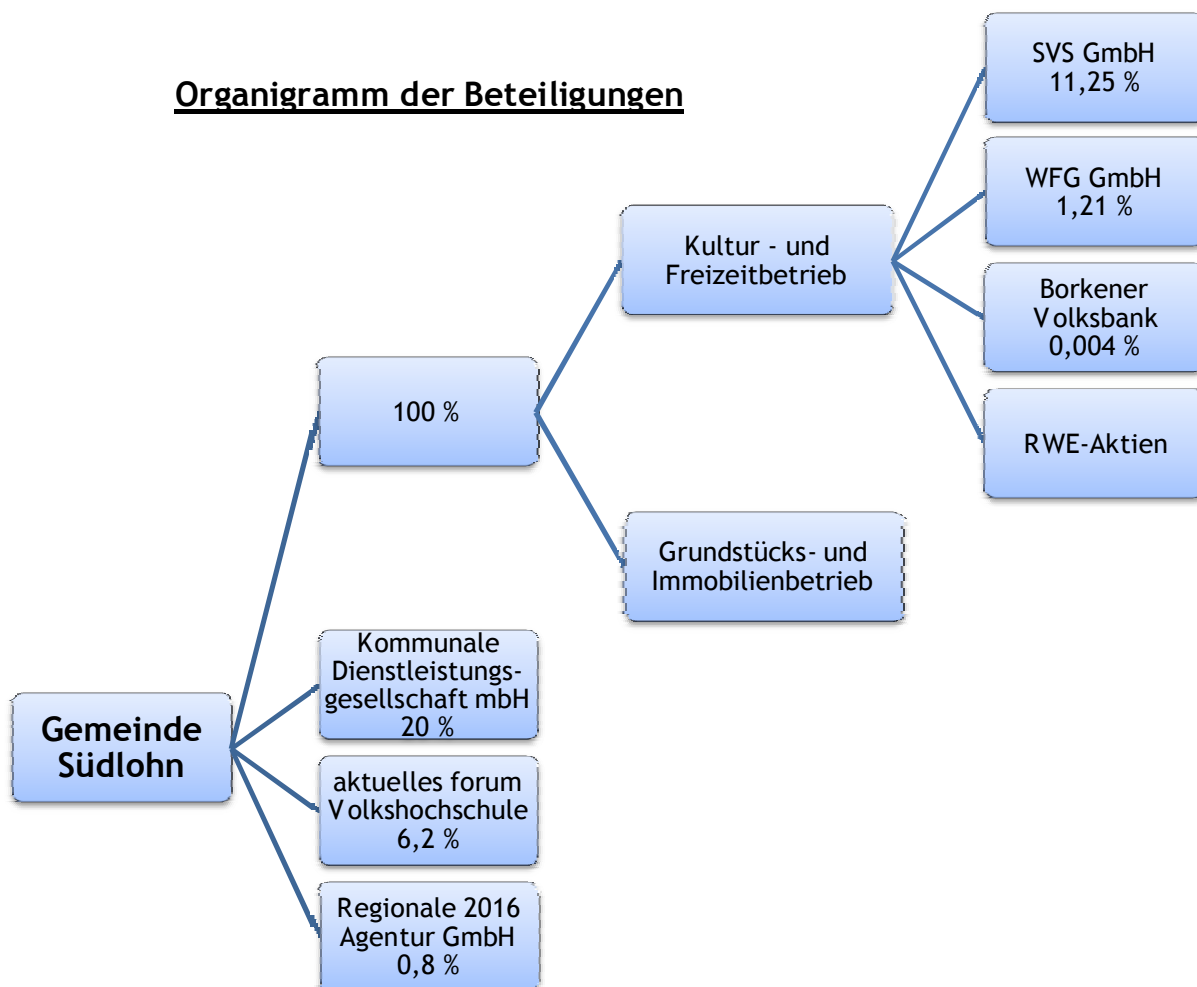 Organigramm der Beteiligungen
SVS GmbH
11,25 %
WFG GmbH
1,21 %
Kultur - und
Freizeitbetrieb
Borkener
Volksbank
0,004 %
100 %
RWE-Aktien
Grundstücks- und
Immobilienbetrieb
Kommunale
Dienstleistungs-
gesellschaft mbH
20 %
Gemeinde
Südlohn
aktuelles forum
Volkshochschule
6,2 %
Regionale 2016
Agentur GmbH
0,8 %